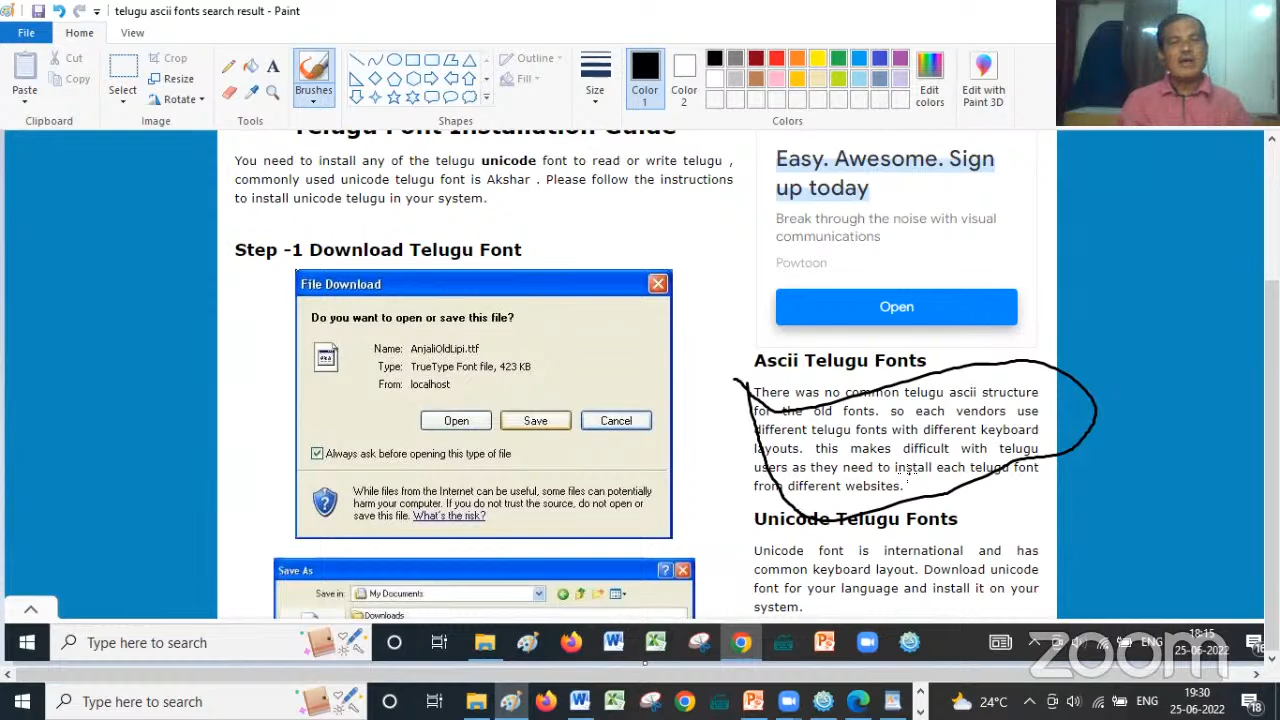 telugu ascii fonts search result - Paint
File
Home
View
Cut
Copy
Paste
Clipboard
Select
Crop
Resize
Rotate
Image
Tools
Brushes
Outline
Fill
Shapes
Size
Color
1
Color
2
Edit
colors
Edit with
Paint 3D
Colors
Telugu Font Installation Guide
You need to install any of the telugu unicode font to read or write telugu ,
commonly used unicode telugu font is Akshar . Please follow the instructions
to install unicode telugu in your system.
Step -1 Download Telugu Font
File Download
Do you want to open or save this file?
Name: AnjaliOldLipi.ttf
Type: TrueType Font file, 423 KB
From: localhost
Open Save Cancel
Always ask before opening this type of file
While files from the Internet can be useful, some files can potentially
harm your computer. If you do not trust the source, do not open or
save this file. What's the risk?
Save As
Save in: My Documents
Downloads
Easy. Awesome. Sign
up today
Break through the noise with visual
communications
Powtoon
Open
Ascii Telugu Fonts
There was no common telugu ascii structure
for the old fonts. so each vendors use
different telugu fonts with different keyboard
layouts. this makes difficult with telugu
users as they need to install each telugu font
from different websites.
Unicode Telugu Fonts
Unicode font is international and has
common keyboard layout. Download unicode
font for your language and install it on your
system.
Type here to search
ENG
18:15
25-06-2022
16
zoom
Type here to search
24°C
ENG
19:30
25-06-2022
18